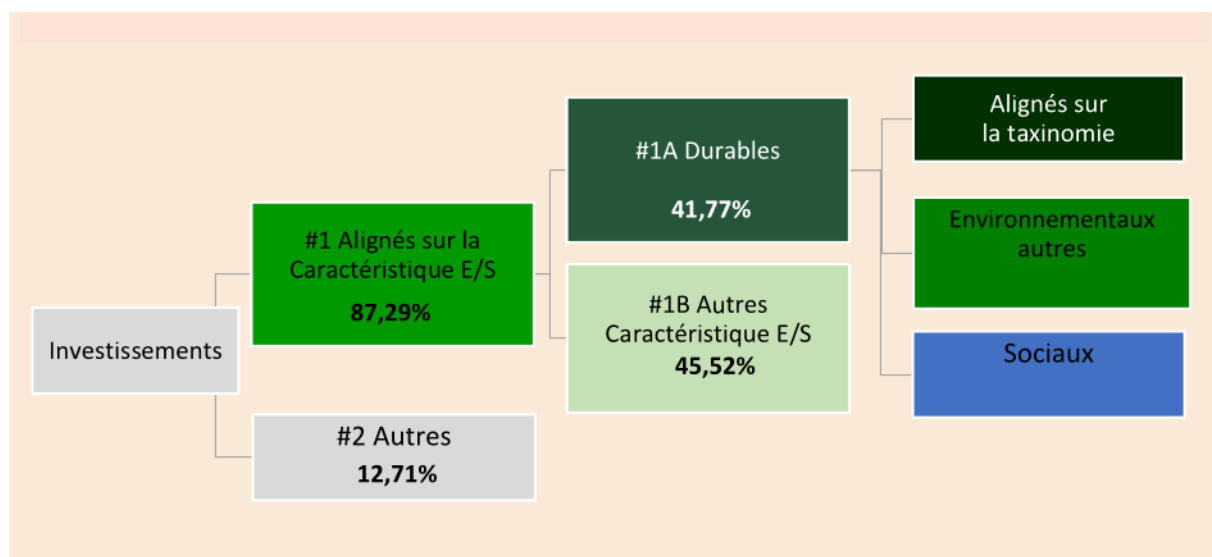 Investissements
#1 Alignés sur la
Caractéristique E/S
87,29%
#2 Autres
12,71%
#1A Durables
41,77%
#1B Autres
Caractéristique E/S
45,52%
Alignés sur
la taxinomie
Environnementaux
autres
Sociaux